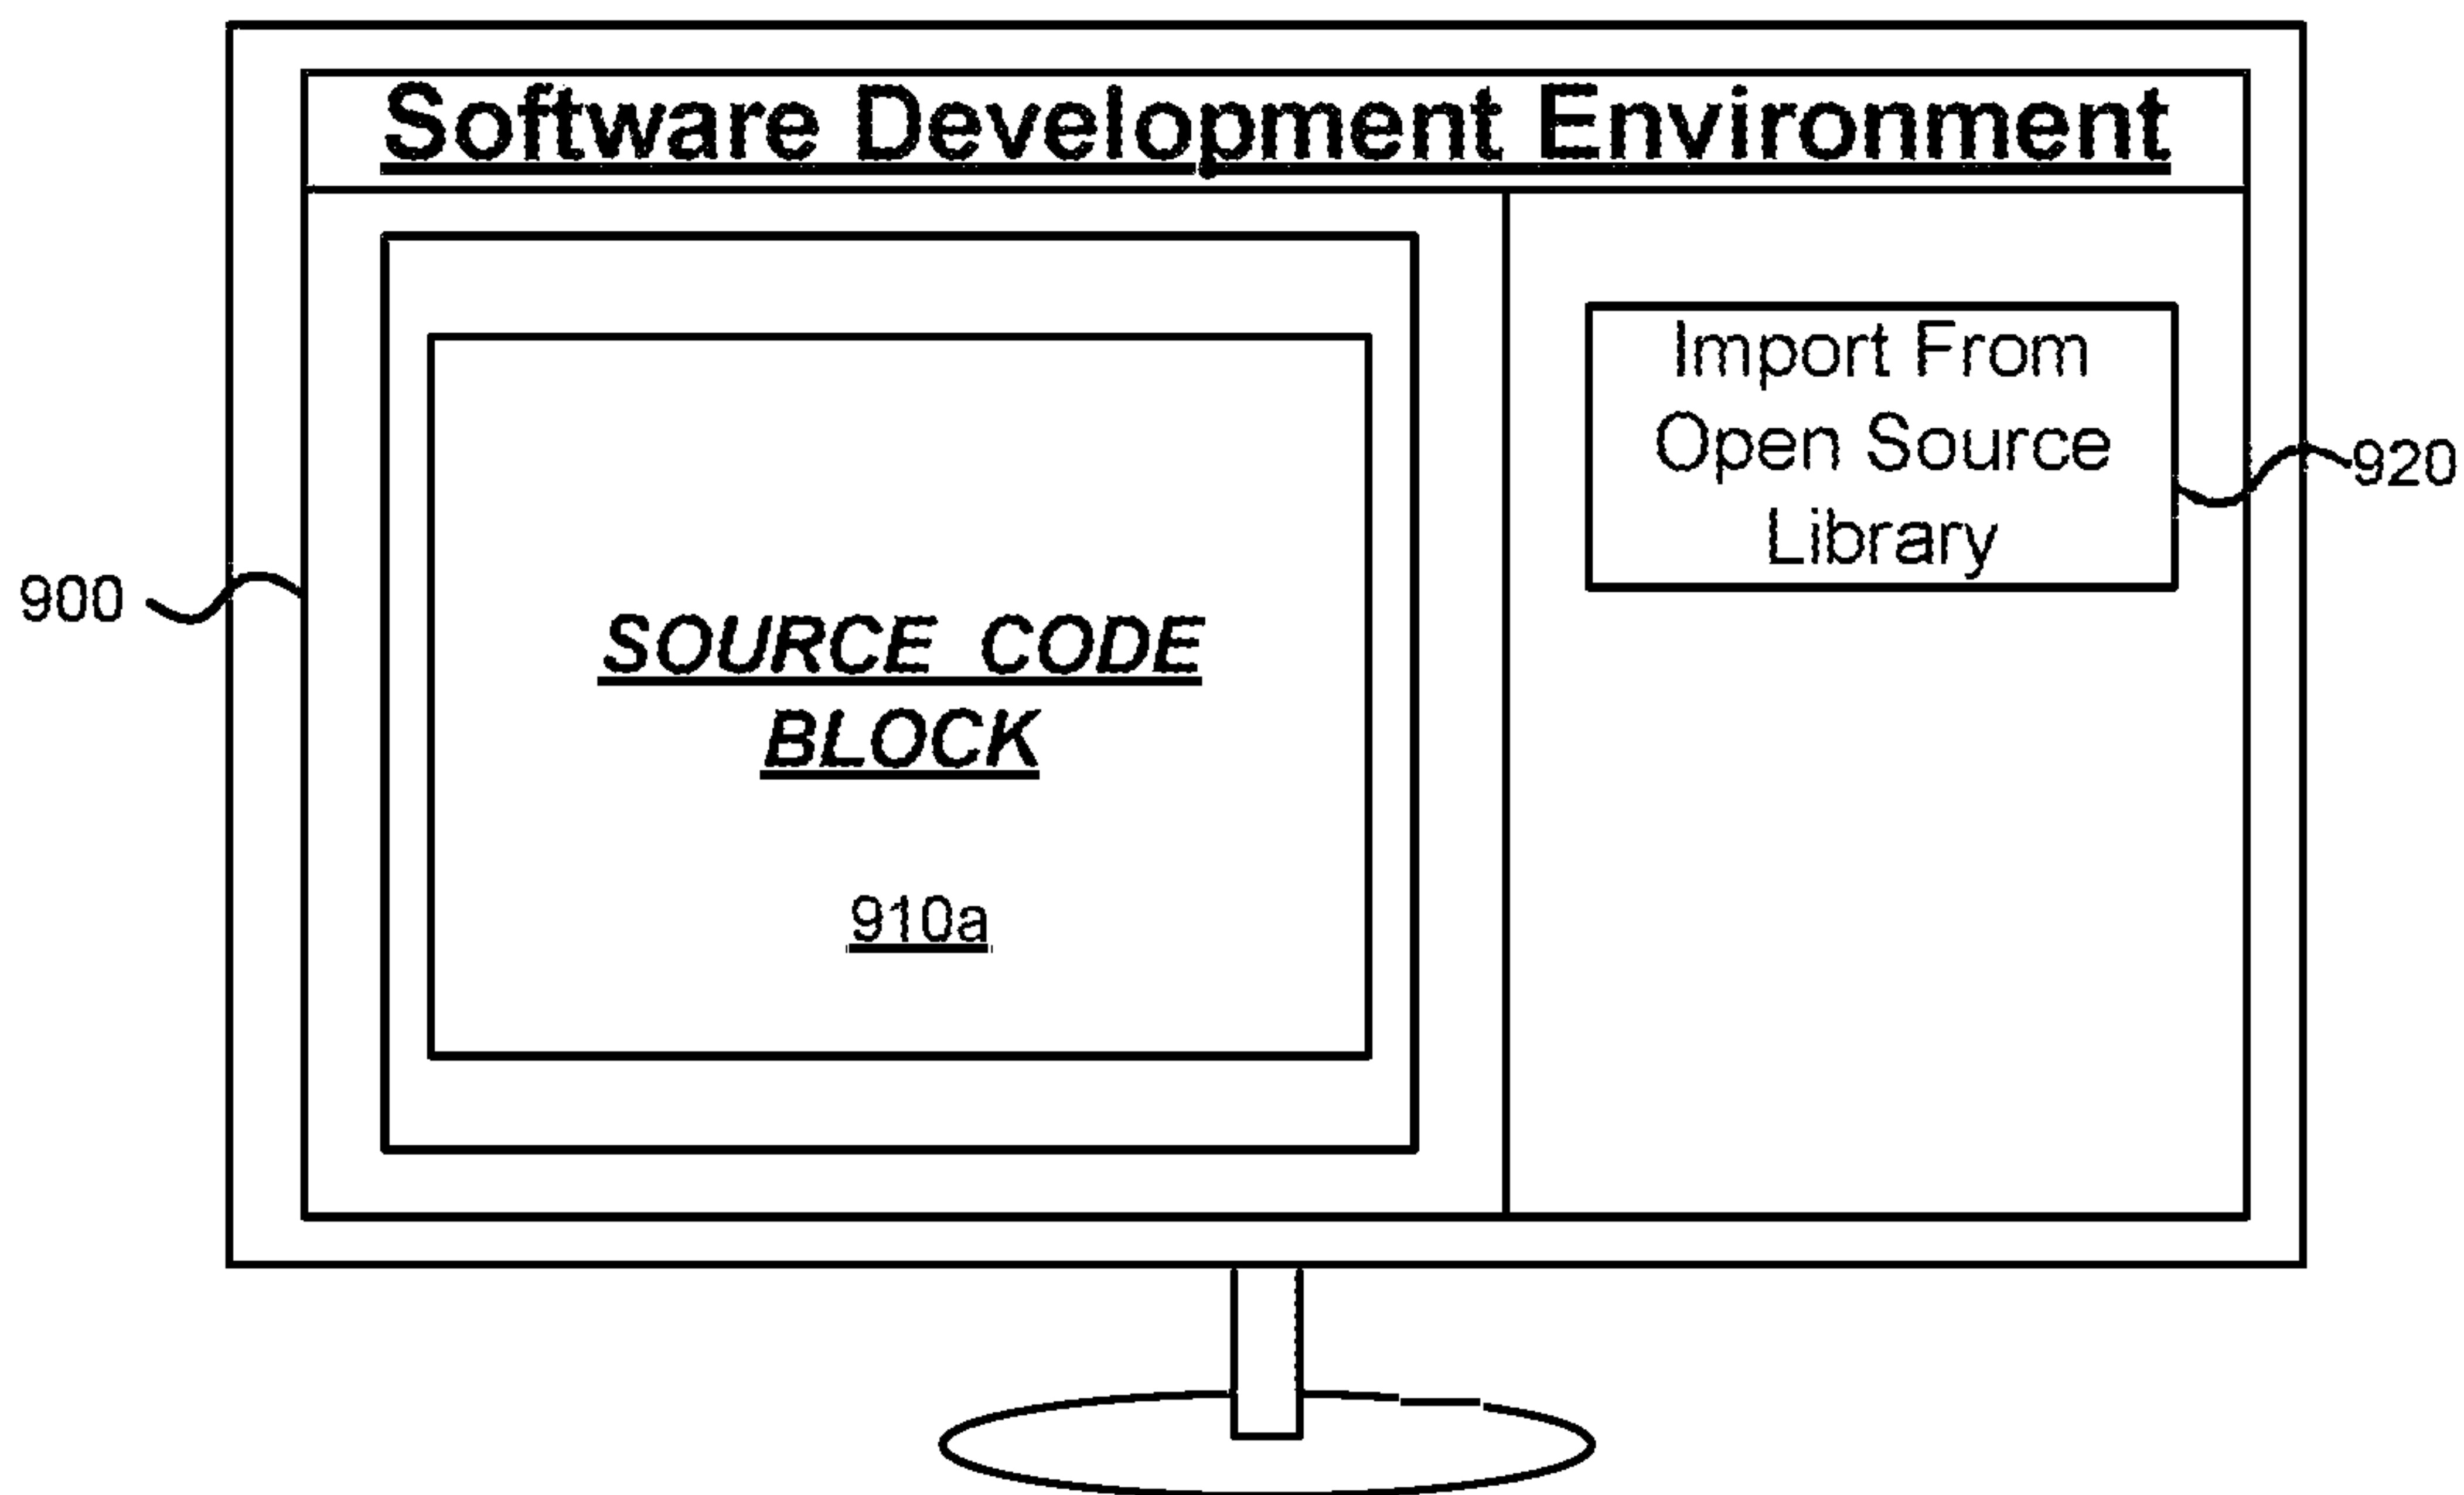 Software Development Environment
Import From
Open Source
Library
920
900
SOURCE CODE
BLOCK
910a